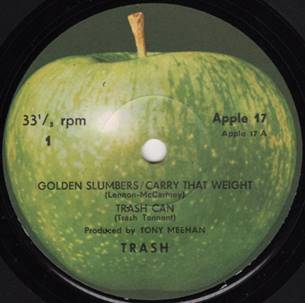 33⅓ rpm
Apple 17
1
Apple 17 A
GOLDEN SLUMBERS/CARRY THAT WEIGHT
(Lennon-McCartney)
TRASH CAN
(Trash Tennent)
Produced by TONY MEEHAN
TRASH